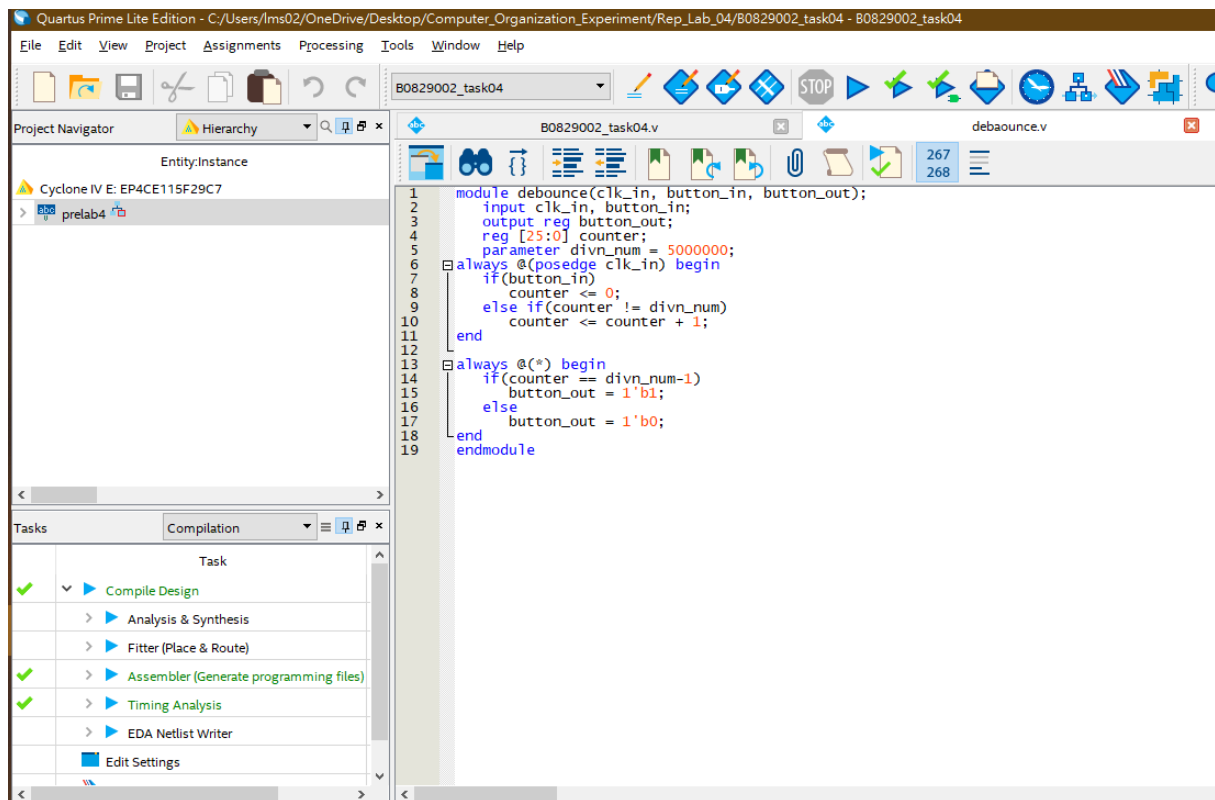 Quartus Prime Lite Edition - C:/Users/lms02/OneDrive/Desktop/Computer_Organization_Experiment/Rep_Lab_04/B0829002_task04 - B0829002_task04
File Edit View Project Assignments Processing Tools Window Help
B0829002_task04
STOP
Project Navigator
Hierarchy
Entity:Instance
Cyclone IV E: EP4CE115F29C7
prelab4
B0829002_task04.v
debaounce.v
267
268
1 module debounce(clk_in, button_in, button_out);
2 input clk_in, button_in;
3 output reg button_out;
4 reg [25:0] counter;
5 parameter divn_num = 5000000;
6 always @(posedge clk_in) begin
7 if(button_in)
8 counter <= 0;
9 else if(counter != divn_num)
10 counter <= counter + 1;
11 end
12
13 always @(*) begin
14 if(counter == divn_num-1)
15 button_out = 1'b1;
16 else
17 button_out = 1'b0;
18 end
19 endmodule
Tasks
Compilation
Task
Compile Design
Analysis & Synthesis
Fitter (Place & Route)
Assembler (Generate programming files)
Timing Analysis
EDA Netlist Writer
Edit Settings